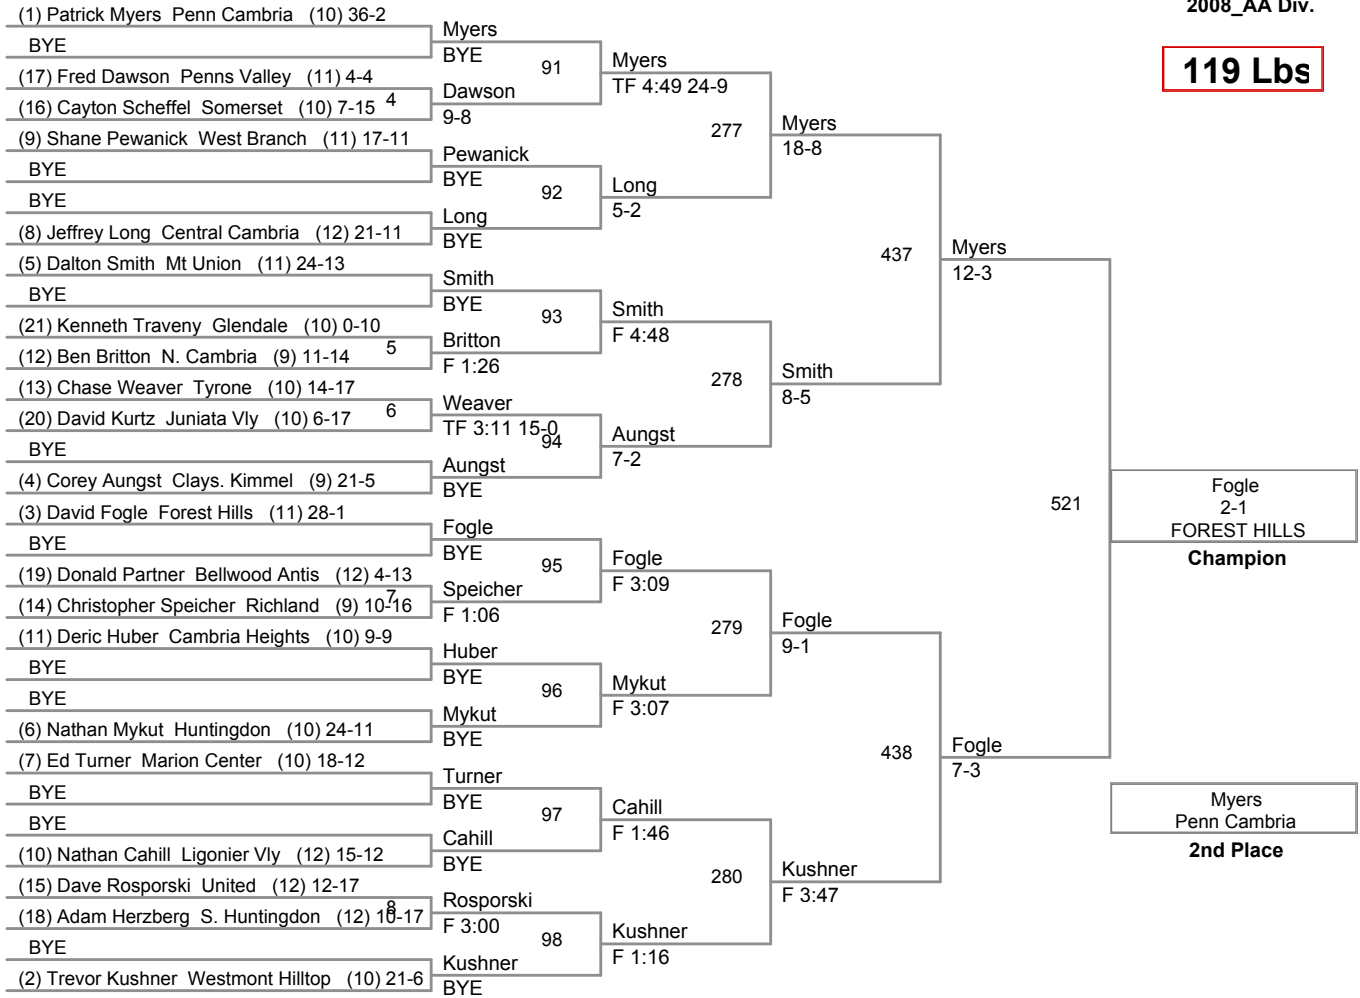 2008_AA Div.
119 Lbs
(1) Patrick Myers Penn Cambria (10) 36-2
BYE
(17) Fred Dawson Penns Valley (11) 4-4
(16) Cayton Scheffel Somerset (10) 7-15
4
(9) Shane Pewanick West Branch (11) 17-11
BYE
BYE
(8) Jeffrey Long Central Cambria (12) 21-11
(5) Dalton Smith Mt Union (11) 24-13
BYE
(21) Kenneth Traveny Glendale (10) 0-10
(12) Ben Britton N. Cambria (9) 11-14
5
(13) Chase Weaver Tyrone (10) 14-17
(20) David Kurtz Juniata Vly (10) 6-17
6
BYE
(4) Corey Aungst Clays. Kimmel (9) 21-5
(3) David Fogle Forest Hills (11) 28-1
BYE
(19) Donald Partner Bellwood Antis (12) 4-13
(14) Christopher Speicher Richland (9) 10-16
7
(11) Deric Huber Cambria Heights (10) 9-9
BYE
BYE
(6) Nathan Mykut Huntingdon (10) 24-11
(7) Ed Turner Marion Center (10) 18-12
BYE
BYE
(10) Nathan Cahill Ligonier Vly (12) 15-12
(15) Dave Rosporski United (12) 12-17
(18) Adam Herzberg S. Huntingdon (12) 10-17
8
BYE
(2) Trevor Kushner Westmont Hilltop (10) 21-6
Myers
BYE
91
Dawson
9-8
Pewanick
BYE
92
Long
BYE
Smith
BYE
93
Britton
F 1:26
Weaver
TF 3:11 15-0
94
Aungst
BYE
Fogle
BYE
95
Speicher
F 1:06
Huber
BYE
96
Mykut
BYE
Turner
BYE
97
Cahill
BYE
Rosporski
F 3:00
98
Kushner
BYE
Myers
TF 4:49 24-9
277
Long
5-2
Smith
F 4:48
278
Aungst
7-2
Fogle
F 3:09
279
Mykut
F 3:07
Cahill
F 1:46
280
Kushner
F 1:16
Myers
18-8
437
Smith
8-5
Fogle
9-1
438
Kushner
F 3:47
Myers
12-3
521
Fogle
7-3
Fogle
2-1
FOREST HILLS
Champion
Myers
Penn Cambria
2nd Place